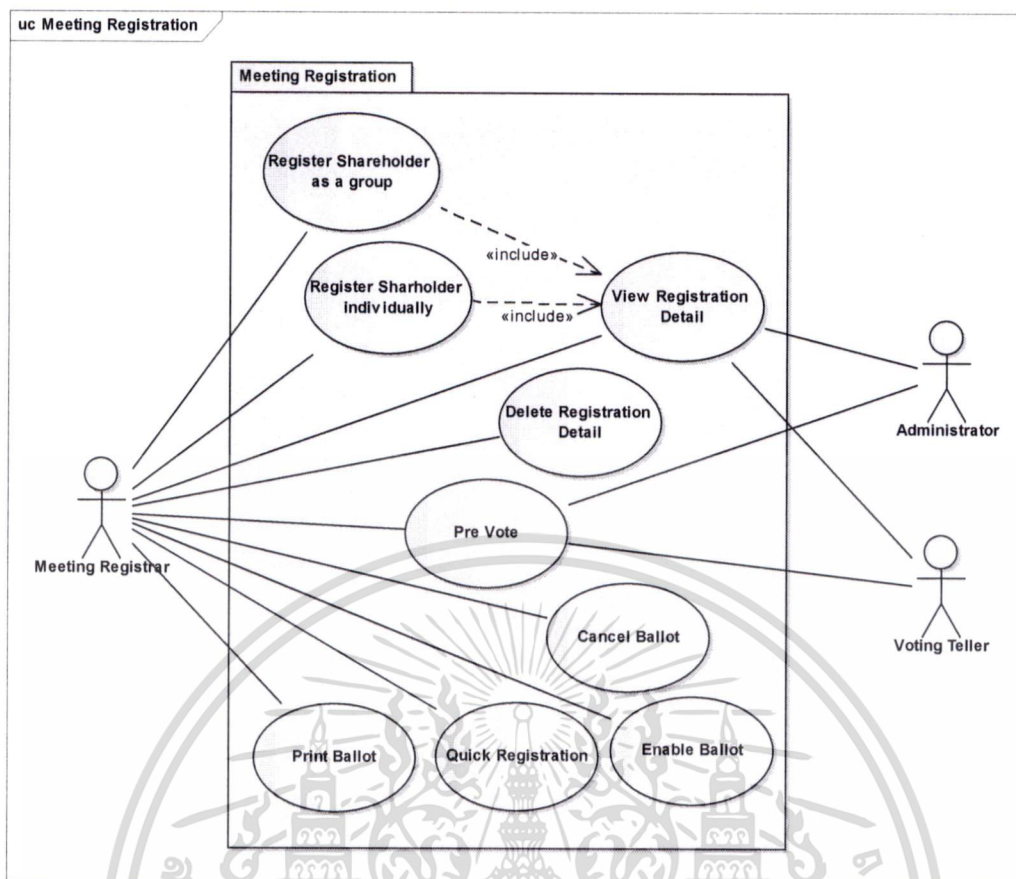 uc Meeting Registration
Meeting Registration
Register Shareholder
as a group
«include»
Register Sharholder
individually
«include»
View Registration
Detail
Delete Registration
Detail
Administrator
Pre Vote
Meeting Registrar
Cancel Ballot
Voting Teller
Print Ballot
Quick Registration
Enable Ballot